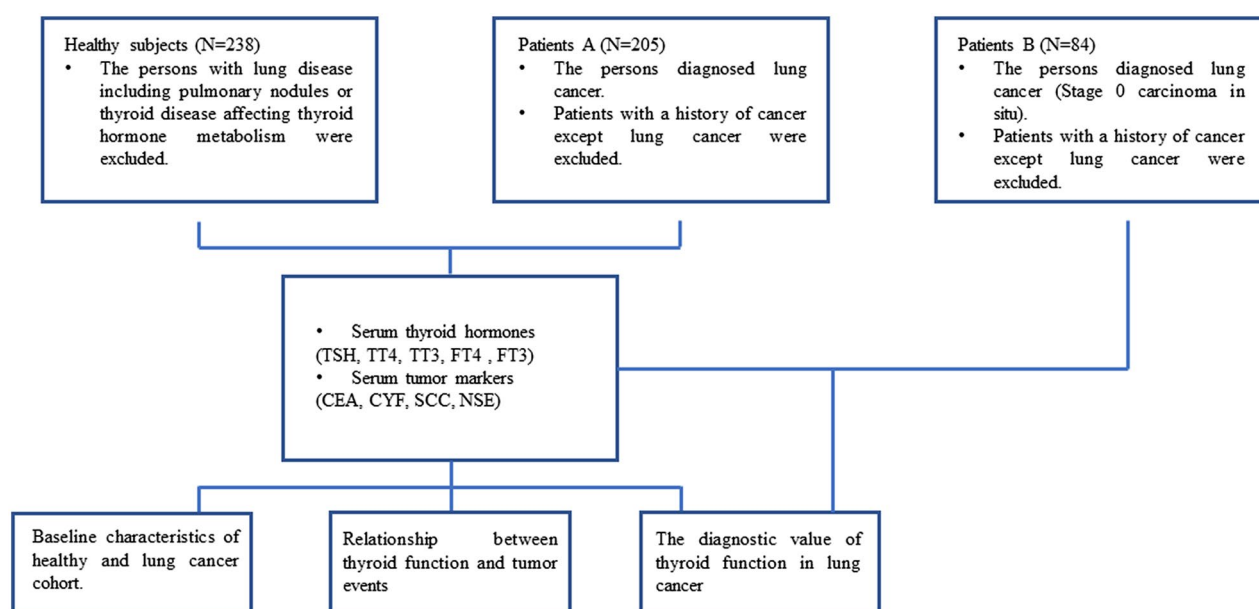 Healthy subjects (N=238)
• The persons with lung disease
including pulmonary nodules or
thyroid disease affecting thyroid
hormone metabolism were
excluded.
Patients A (N=205)
• The persons diagnosed lung
cancer.
• Patients with a history of cancer
except lung cancer were
excluded.
Patients B (N=84)
• The persons diagnosed lung
cancer (Stage 0 carcinoma in
situ).
• Patients with a history of cancer
except lung cancer were
excluded.
• Serum thyroid hormones
(TSH, TT4, TT3, FT4 , FT3)
• Serum tumor markers
(CEA, CYF, SCC, NSE)
Baseline characteristics of
healthy and lung cancer
cohort.
Relationship between
thyroid function and tumor
events
The diagnostic value of
thyroid function in lung
cancer